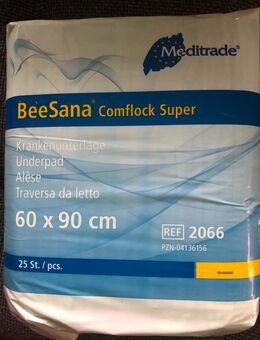 Meditrade®
BeeSana® Comflock Super
Krankenunterlage
Underpad
Alèse
Traversa da letto
60 x 90 cm
REF 2066
PZN-04136156
25 St. / pcs.